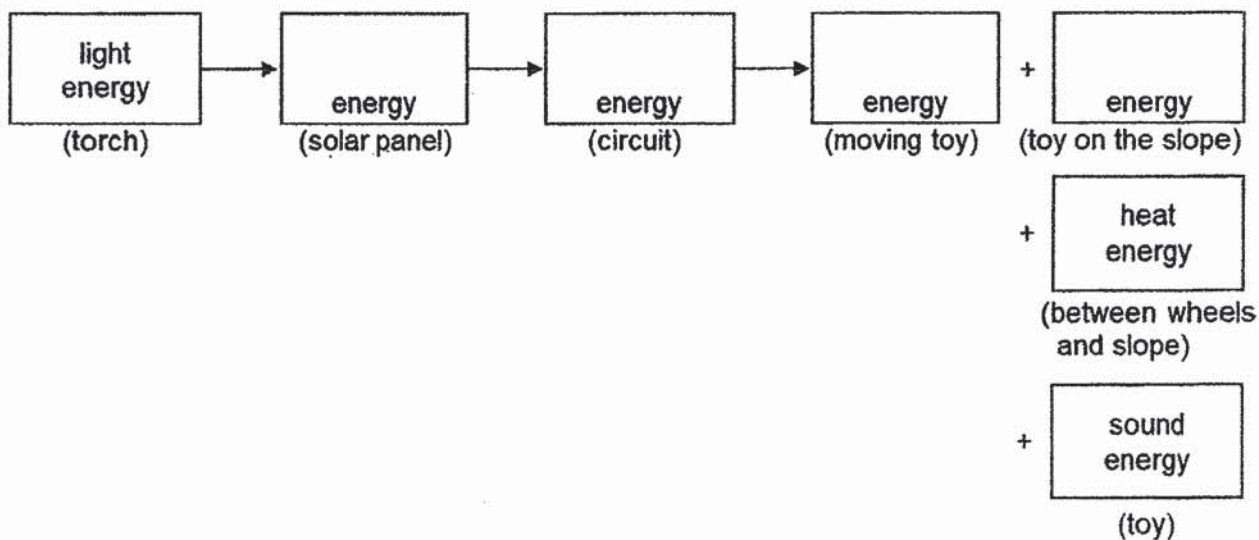 light
energy
energy
energy
energy
+
energy
(torch)
(solar panel)
(circuit)
(moving toy)
(toy on the slope)
+
heat
energy
(between wheels
and slope)
+
sound
energy
(toy)